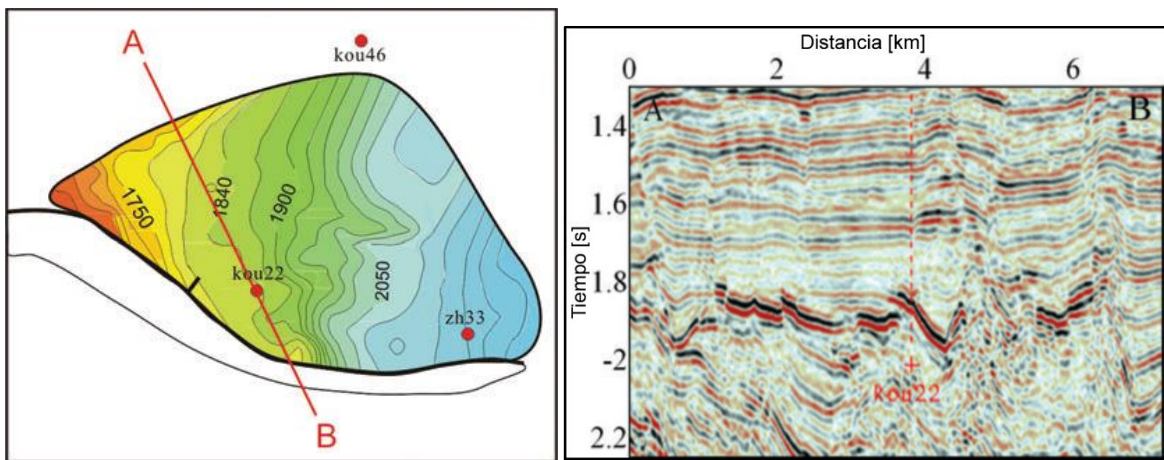 A
kou46
1750
1840
1900
kou22
2050
zh33
B
Distancia [km]
0 2 4 6
A B
Tiempo [s]
1.4
1.6
1.8
-2
2.2
kou22